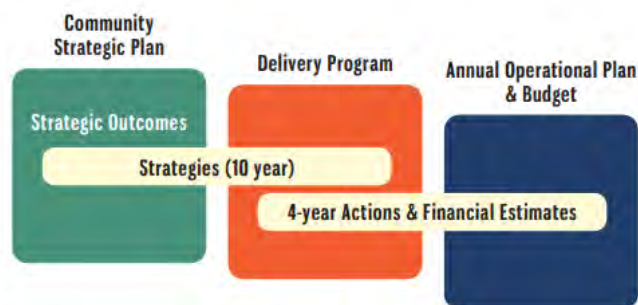 Community
Strategic Plan
Delivery Program
Annual Operational Plan
& Budget
Strategic Outcomes
Strategies (10 year)
4-year Actions & Financial Estimates